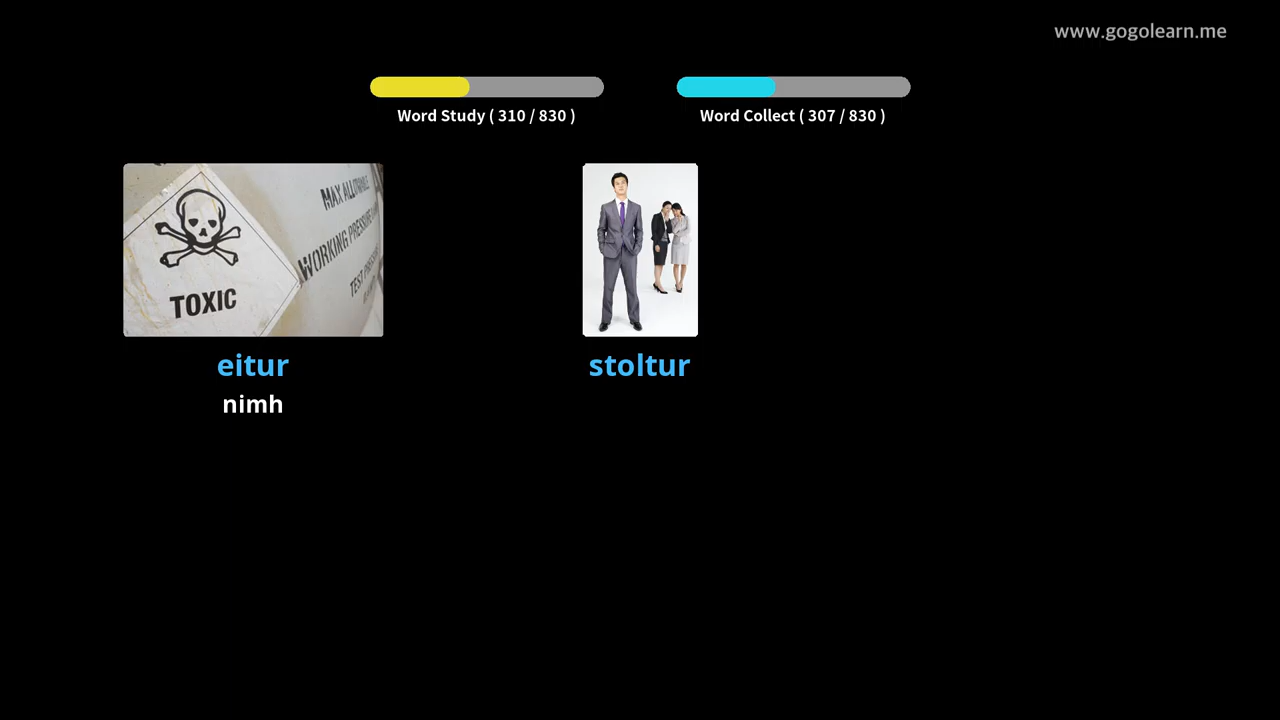 www.gogolearn.me
Word Study ( 310 / 830 )
Word Collect ( 307 / 830 )
MAX ALLOWABLE
WORKING PRESSURE
TEST
TOXIC
eitur
stoltur
nimh